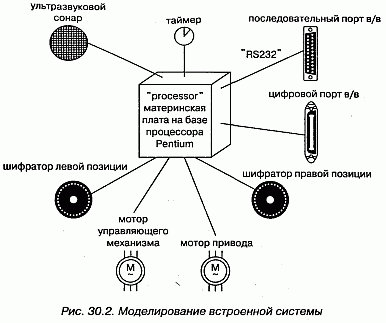 ультразвуковой
сонар
таймер
последовательный порт в/в
"RS232"
цифровой порт в/в
"processor"
материнская
плата на базе
процессора
Pentium
шифратор левой позиции
шифратор правой позиции
мотор
управляющего
механизма
мотор привода
M
~
M
~
Рис. 30.2. Моделирование встроенной системы